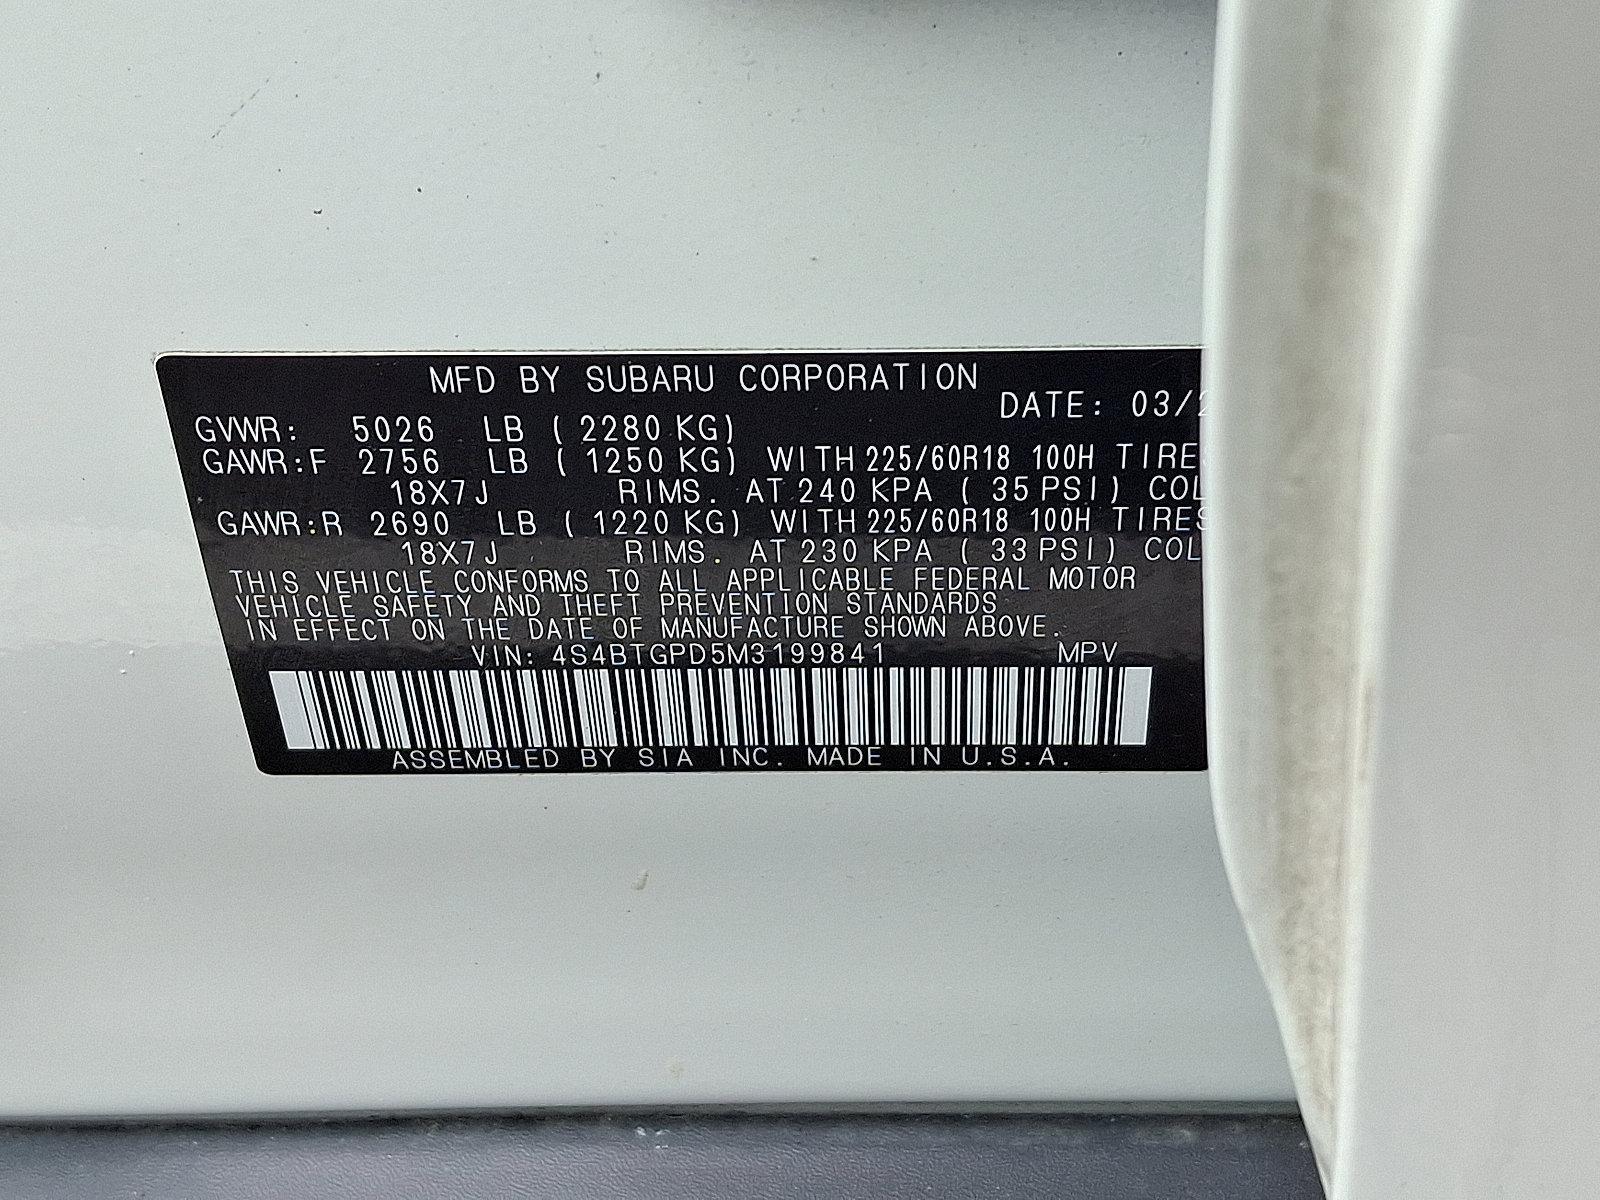 MFD BY SUBARU CORPORATION
DATE: 03/2
GVWR: 5026 LB ( 2280 KG)
GAWR:F 2756 LB ( 1250 KG) WITH 225/60R18 100H TIRES
18X7J RIMS. AT 240 KPA ( 35 PSI) COL
GAWR:R 2690 LB ( 1220 KG) WITH 225/60R18 100H TIRES
18X7J RIMS. AT 230 KPA ( 33 PSI) COL
THIS VEHICLE CONFORMS TO ALL APPLICABLE FEDERAL MOTOR
VEHICLE SAFETY AND THEFT PREVENTION STANDARDS
IN EFFECT ON THE DATE OF MANUFACTURE SHOWN ABOVE.
VIN: 4S4BTGPD5M3199841 MPV
ASSEMBLED BY SIA INC. MADE IN U.S.A.